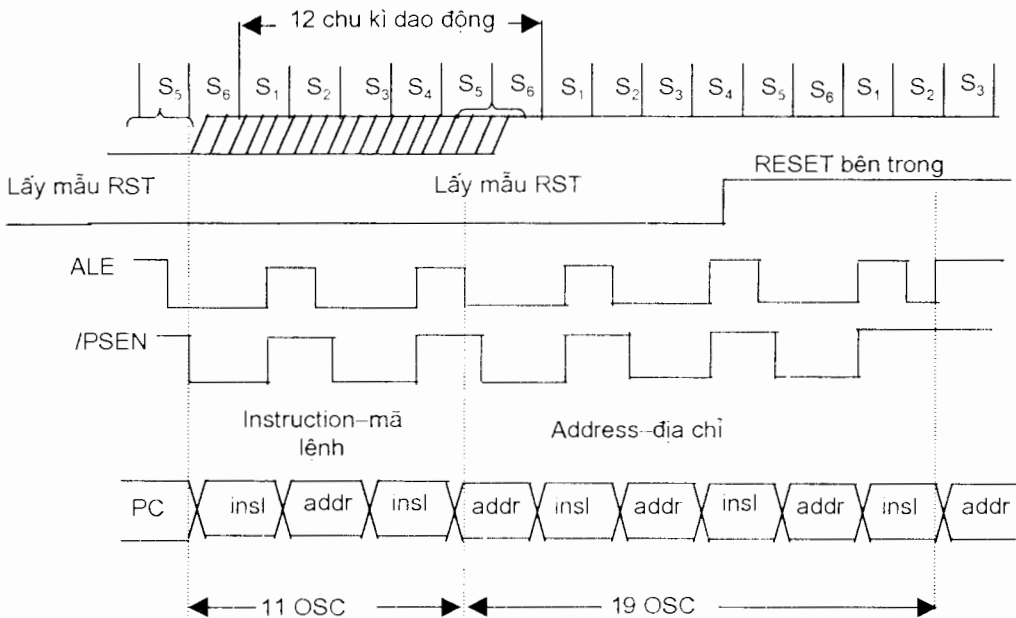 12 chu kì dao động
S5 S6 S1 S2 S3 S4 S5 S6 S1 S2 S3 S4 S5 S6 S1 S2 S3
Lấy mẫu RST
Lấy mẫu RST
RESET bên trong
ALE
/PSEN
Instruction–mã
lệnh
Address–địa chỉ
PC insl addr insl addr insl addr insl addr insl addr
11 OSC
19 OSC